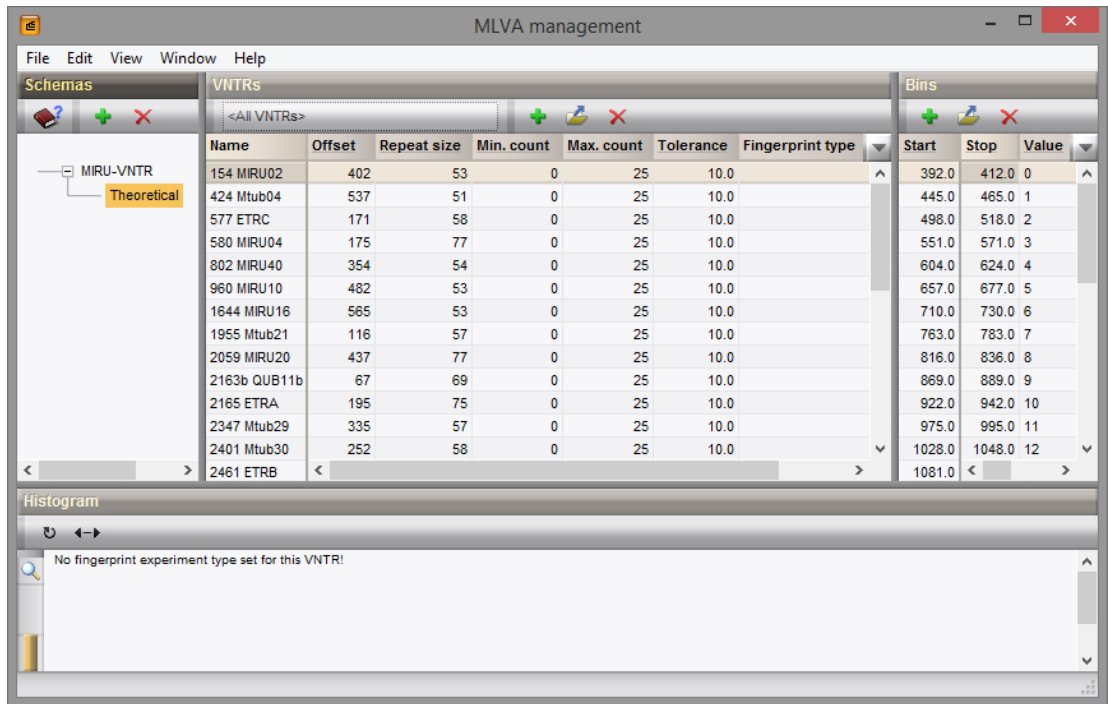 MLVA management
File Edit View Window Help
Schemas
MIRU-VNTR
Theoretical
VNTRs
<All VNTRs>
Name Offset Repeat size Min. count Max. count Tolerance Fingerprint type
154 MIRU02 402 53 0 25 10.0
424 Mtub04 537 51 0 25 10.0
577 ETRC 171 58 0 25 10.0
580 MIRU04 175 77 0 25 10.0
802 MIRU40 354 54 0 25 10.0
960 MIRU10 482 53 0 25 10.0
1644 MIRU16 565 53 0 25 10.0
1955 Mtub21 116 57 0 25 10.0
2059 MIRU20 437 77 0 25 10.0
2163b QUB11b 67 69 0 25 10.0
2165 ETRA 195 75 0 25 10.0
2347 Mtub29 335 57 0 25 10.0
2401 Mtub30 252 58 0 25 10.0
2461 ETRB
Bins
Start Stop Value
392.0 412.0 0
445.0 465.0 1
498.0 518.0 2
551.0 571.0 3
604.0 624.0 4
657.0 677.0 5
710.0 730.0 6
763.0 783.0 7
816.0 836.0 8
869.0 889.0 9
922.0 942.0 10
975.0 995.0 11
1028.0 1048.0 12
1081.0
Histogram
No fingerprint experiment type set for this VNTR!